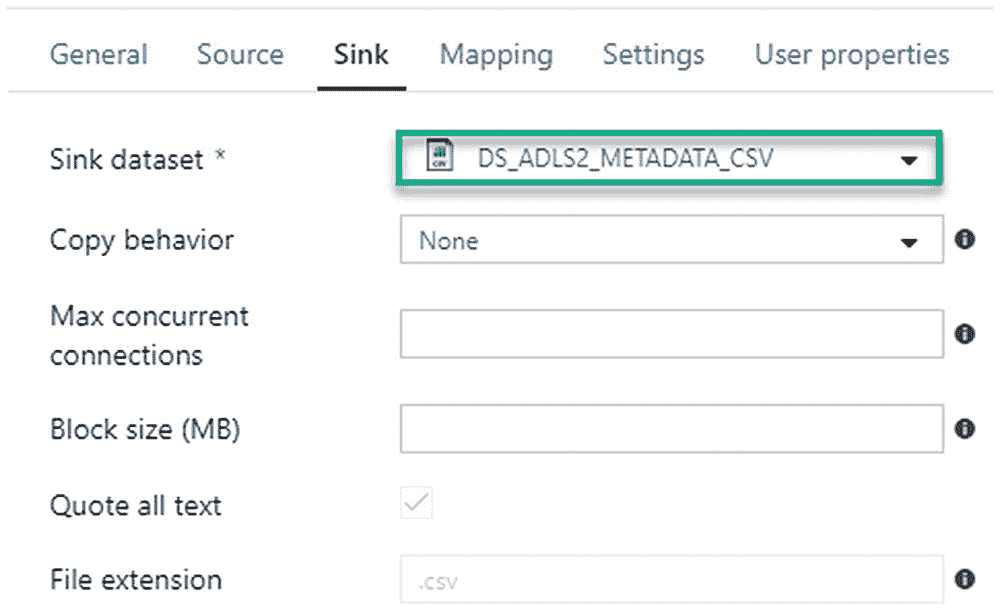 General Source Sink Mapping Settings User properties
Sink dataset * DS_ADLS2_METADATA_CSV
Copy behavior None
Max concurrent
connections
Block size (MB)
Quote all text
File extension .csv